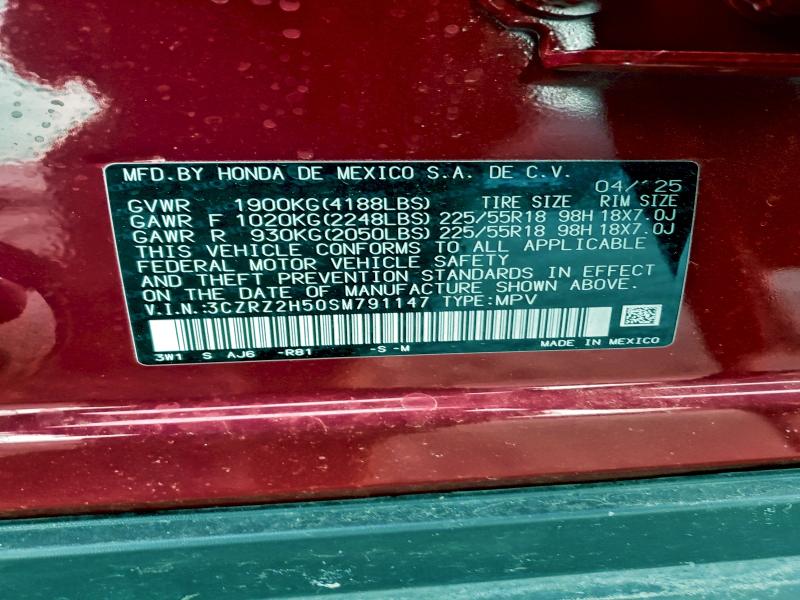 MFD.BY HONDA DE MEXICO S.A. DE C.V.
04/ 25
GVWR 1900KG(4188LBS) TIRE SIZE RIM SIZE
GAWR F 1020KG(2248LBS) 225/55R18 98H 18X7.0J
GAWR R 930KG(2050LBS) 225/55R18 98H 18X7.0J
THIS VEHICLE CONFORMS TO ALL APPLICABLE
FEDERAL MOTOR VEHICLE SAFETY
AND THEFT PREVENTION STANDARDS IN EFFECT
ON THE DATE OF MANUFACTURE SHOWN ABOVE.
V.I.N.:3CZRZ2H50SM791147 TYPE:MPV
3W1 S AJ6 -R81 -S -M MADE IN MEXICO